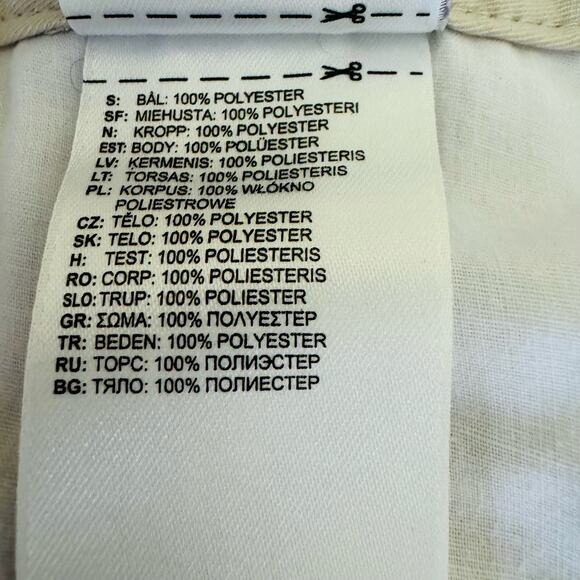 S: BÅL: 100% POLYESTER
SF: MIEHUSTA: 100% POLYESTERI
N: KROPP: 100% POLYESTER
EST: BODY: 100% POLÜESTER
LV: ĶERMENIS: 100% POLIESTERIS
LT: TORSAS: 100% POLIESTERIS
PL: KORPUS: 100% WŁÓKNO
POLIESTROWE
CZ: TĚLO: 100% POLYESTER
SK: TELO: 100% POLYESTER
H: TEST: 100% POLIESTERIS
RO: CORP: 100% POLIESTERIS
SLO: TRUP: 100% POLIESTER
GR: ΣΩΜΑ: 100% ΠΟΛΥΕΣΤΕΡ
TR: BEDEN: 100% POLYESTER
RU: ТОРС: 100% ПОЛИЭСТЕР
BG: ТЯЛО: 100% ПОЛИЕСТЕР